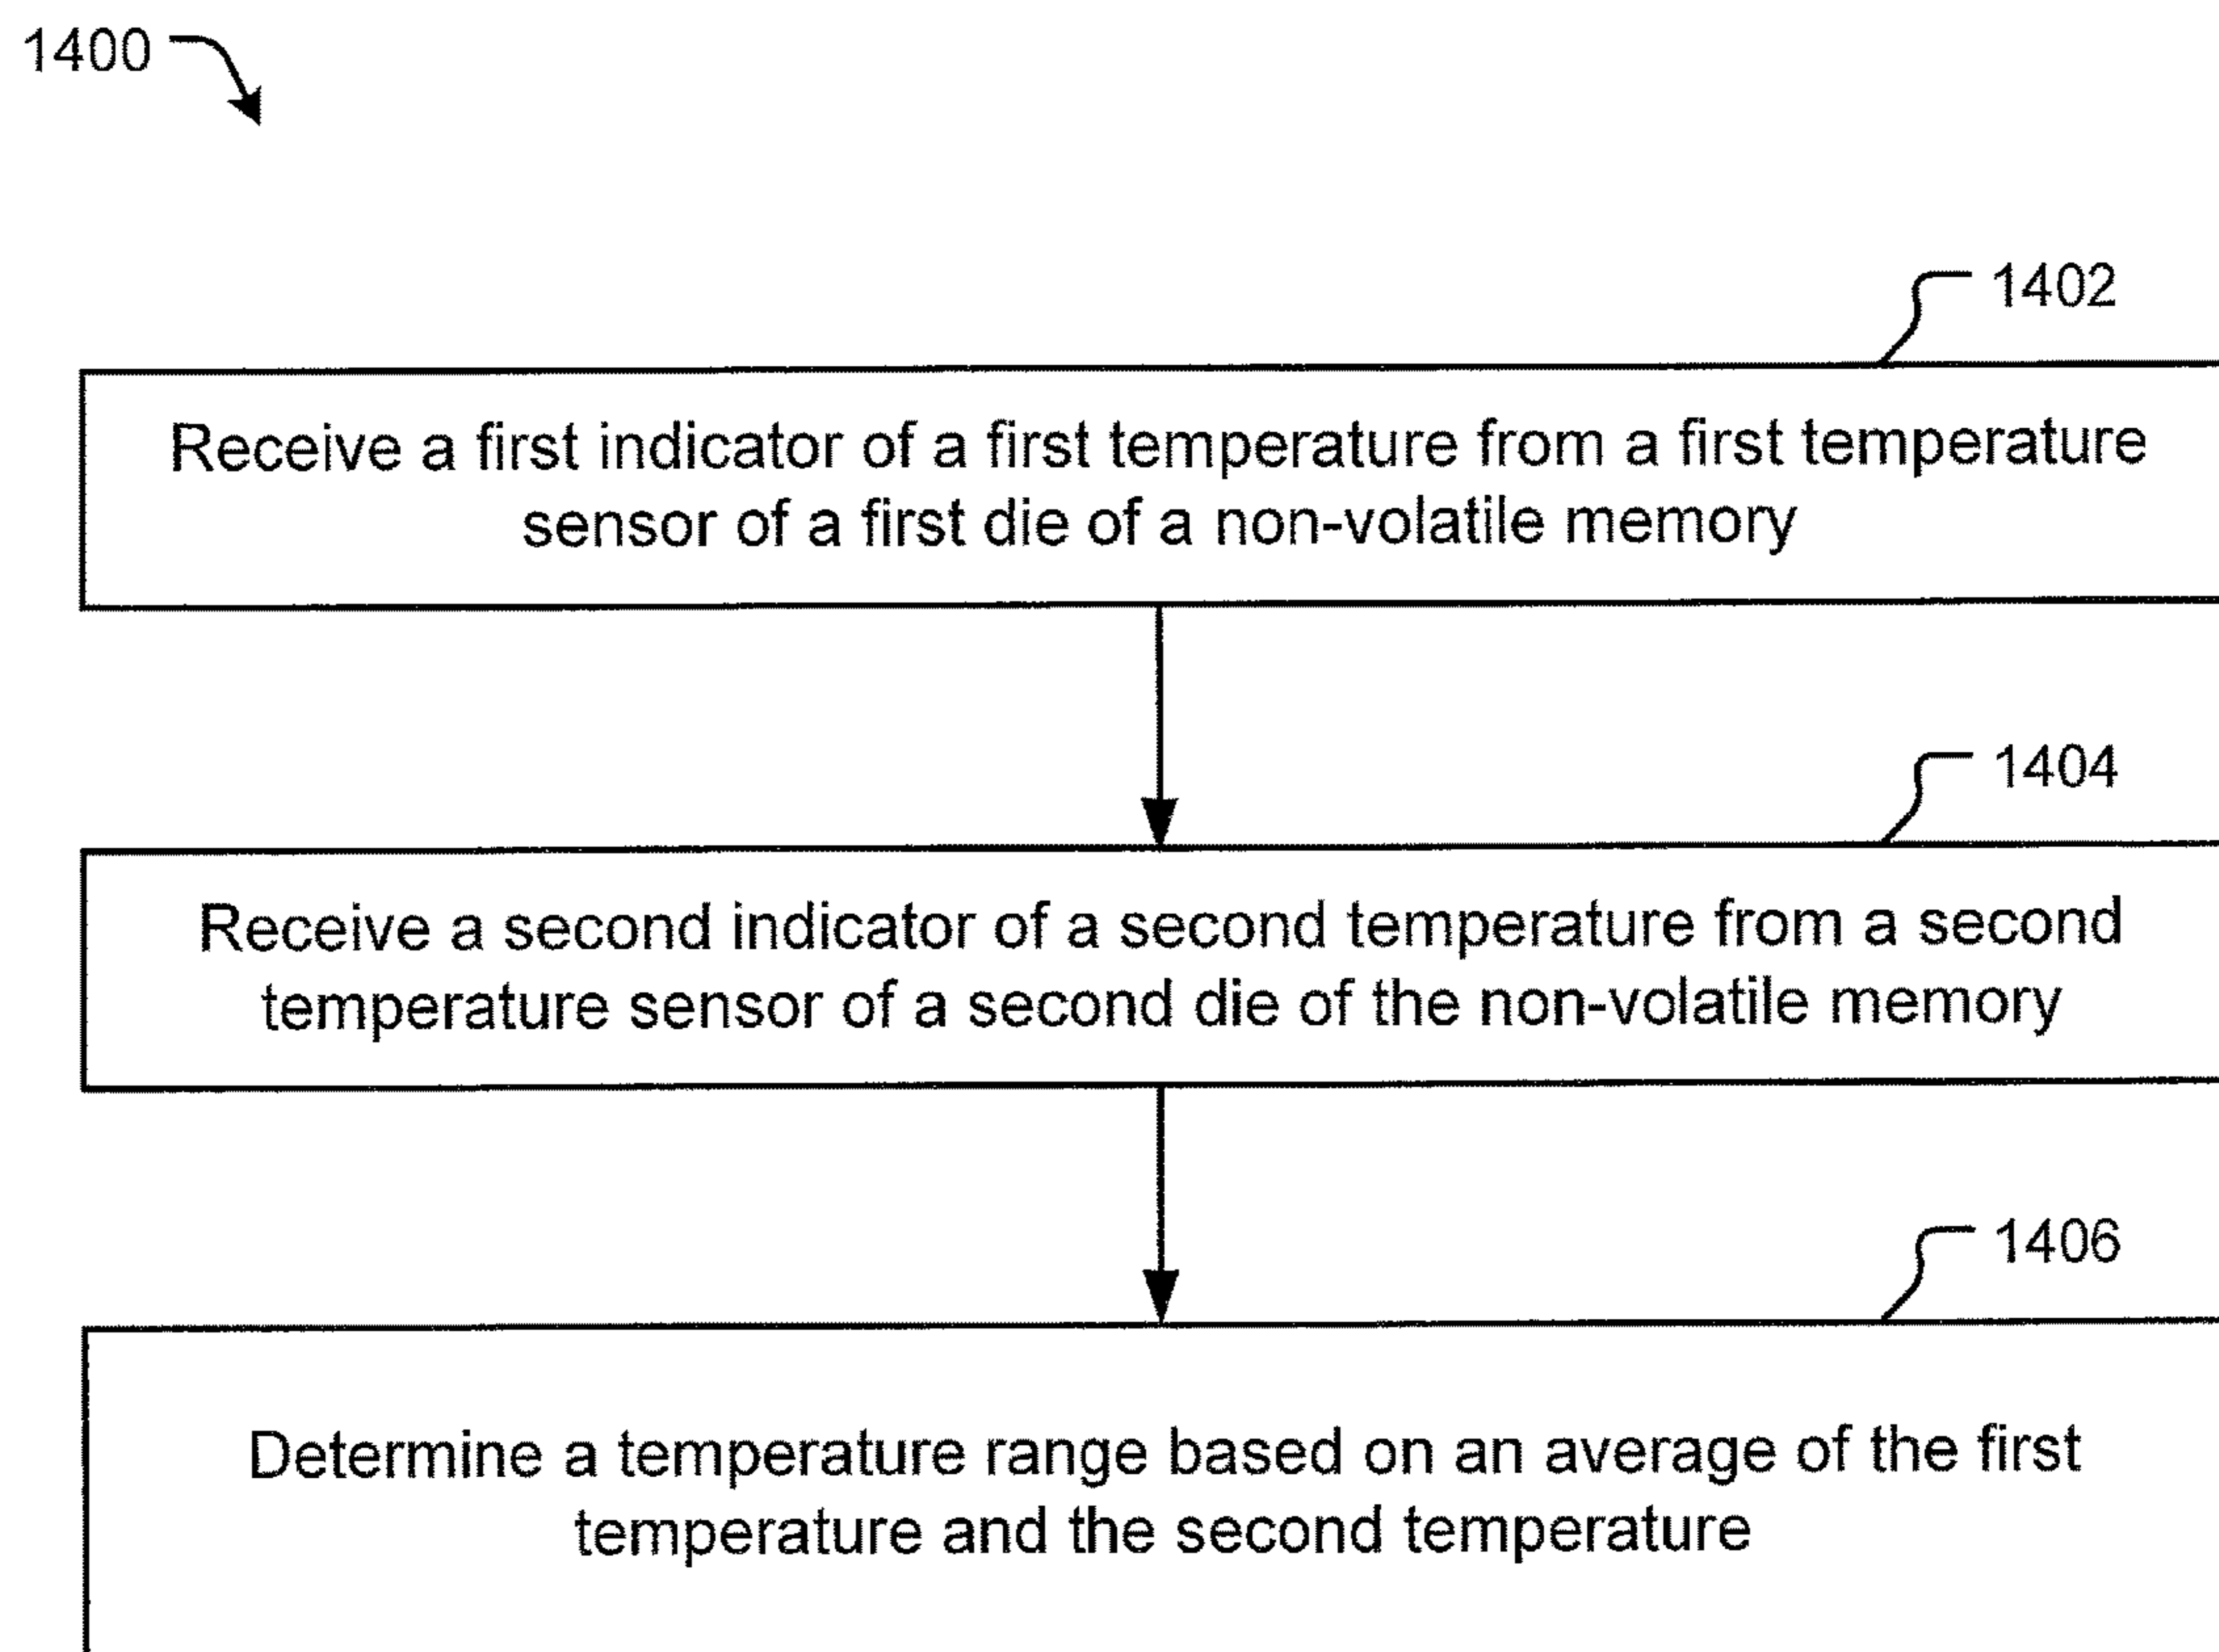 1400
1402
Receive a first indicator of a first temperature from a first temperature
sensor of a first die of a non-volatile memory
1404
Receive a second indicator of a second temperature from a second
temperature sensor of a second die of the non-volatile memory
1406
Determine a temperature range based on an average of the first
temperature and the second temperature